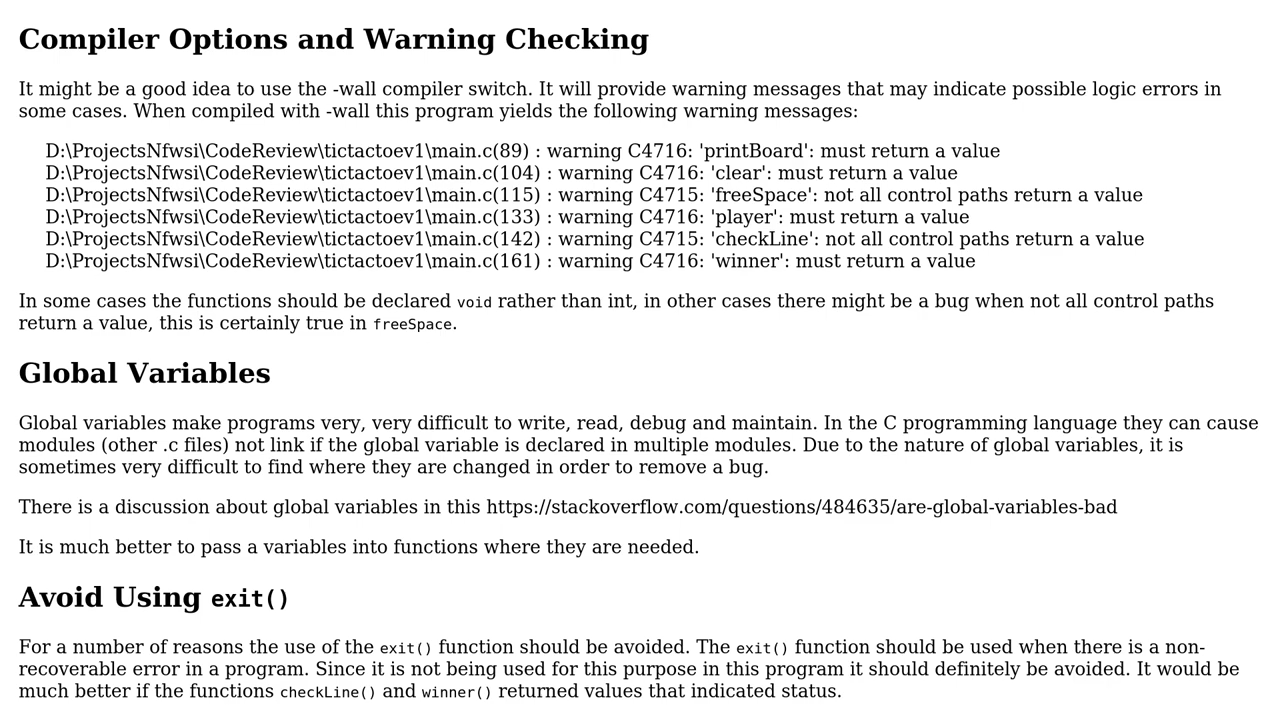 Compiler Options and Warning Checking
It might be a good idea to use the -wall compiler switch. It will provide warning messages that may indicate possible logic errors in
some cases. When compiled with -wall this program yields the following warning messages:
D:\ProjectsNfwsi\CodeReview\tictactoev1\main.c(89) : warning C4716: 'printBoard': must return a value
D:\ProjectsNfwsi\CodeReview\tictactoev1\main.c(104) : warning C4716: 'clear': must return a value
D:\ProjectsNfwsi\CodeReview\tictactoev1\main.c(115) : warning C4715: 'freeSpace': not all control paths return a value
D:\ProjectsNfwsi\CodeReview\tictactoev1\main.c(133) : warning C4716: 'player': must return a value
D:\ProjectsNfwsi\CodeReview\tictactoev1\main.c(142) : warning C4715: 'checkLine': not all control paths return a value
D:\ProjectsNfwsi\CodeReview\tictactoev1\main.c(161) : warning C4716: 'winner': must return a value
In some cases the functions should be declared void rather than int, in other cases there might be a bug when not all control paths
return a value, this is certainly true in freeSpace.
Global Variables
Global variables make programs very, very difficult to write, read, debug and maintain. In the C programming language they can cause
modules (other .c files) not link if the global variable is declared in multiple modules. Due to the nature of global variables, it is
sometimes very difficult to find where they are changed in order to remove a bug.
There is a discussion about global variables in this https://stackoverflow.com/questions/484635/are-global-variables-bad
It is much better to pass a variables into functions where they are needed.
Avoid Using exit()
For a number of reasons the use of the exit() function should be avoided. The exit() function should be used when there is a non-
recoverable error in a program. Since it is not being used for this purpose in this program it should definitely be avoided. It would be
much better if the functions checkLine() and winner() returned values that indicated status.